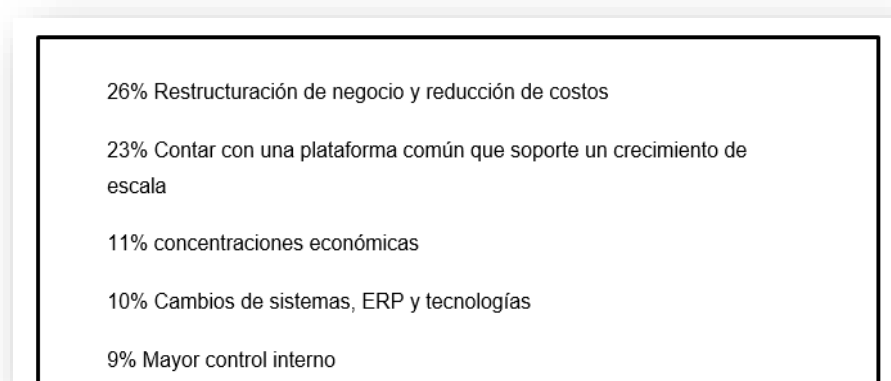 26% Restructuración de negocio y reducción de costos
23% Contar con una plataforma común que soporte un crecimiento de
escala
11% concentraciones económicas
10% Cambios de sistemas, ERP y tecnologías
9% Mayor control interno